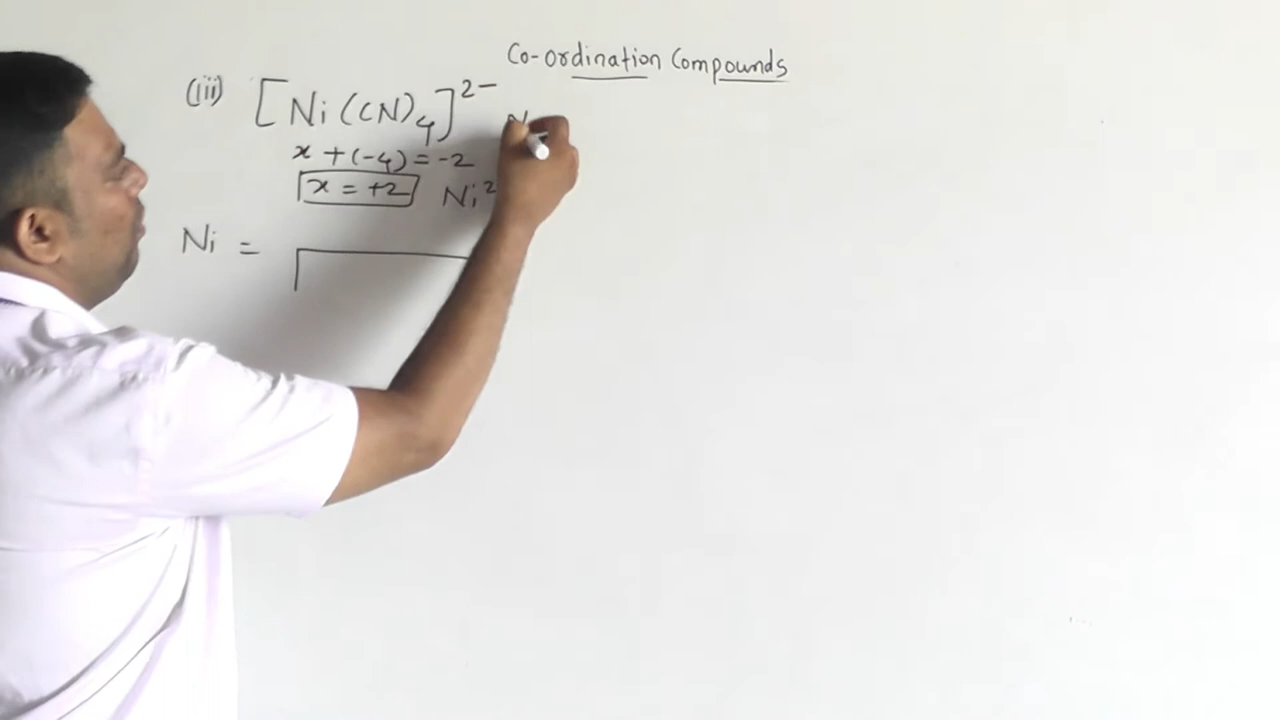 Co-ordination Compounds
(iii) [Ni(CN)₄]²⁻
x + (-4) = -2
x = +2 Ni²
Ni =